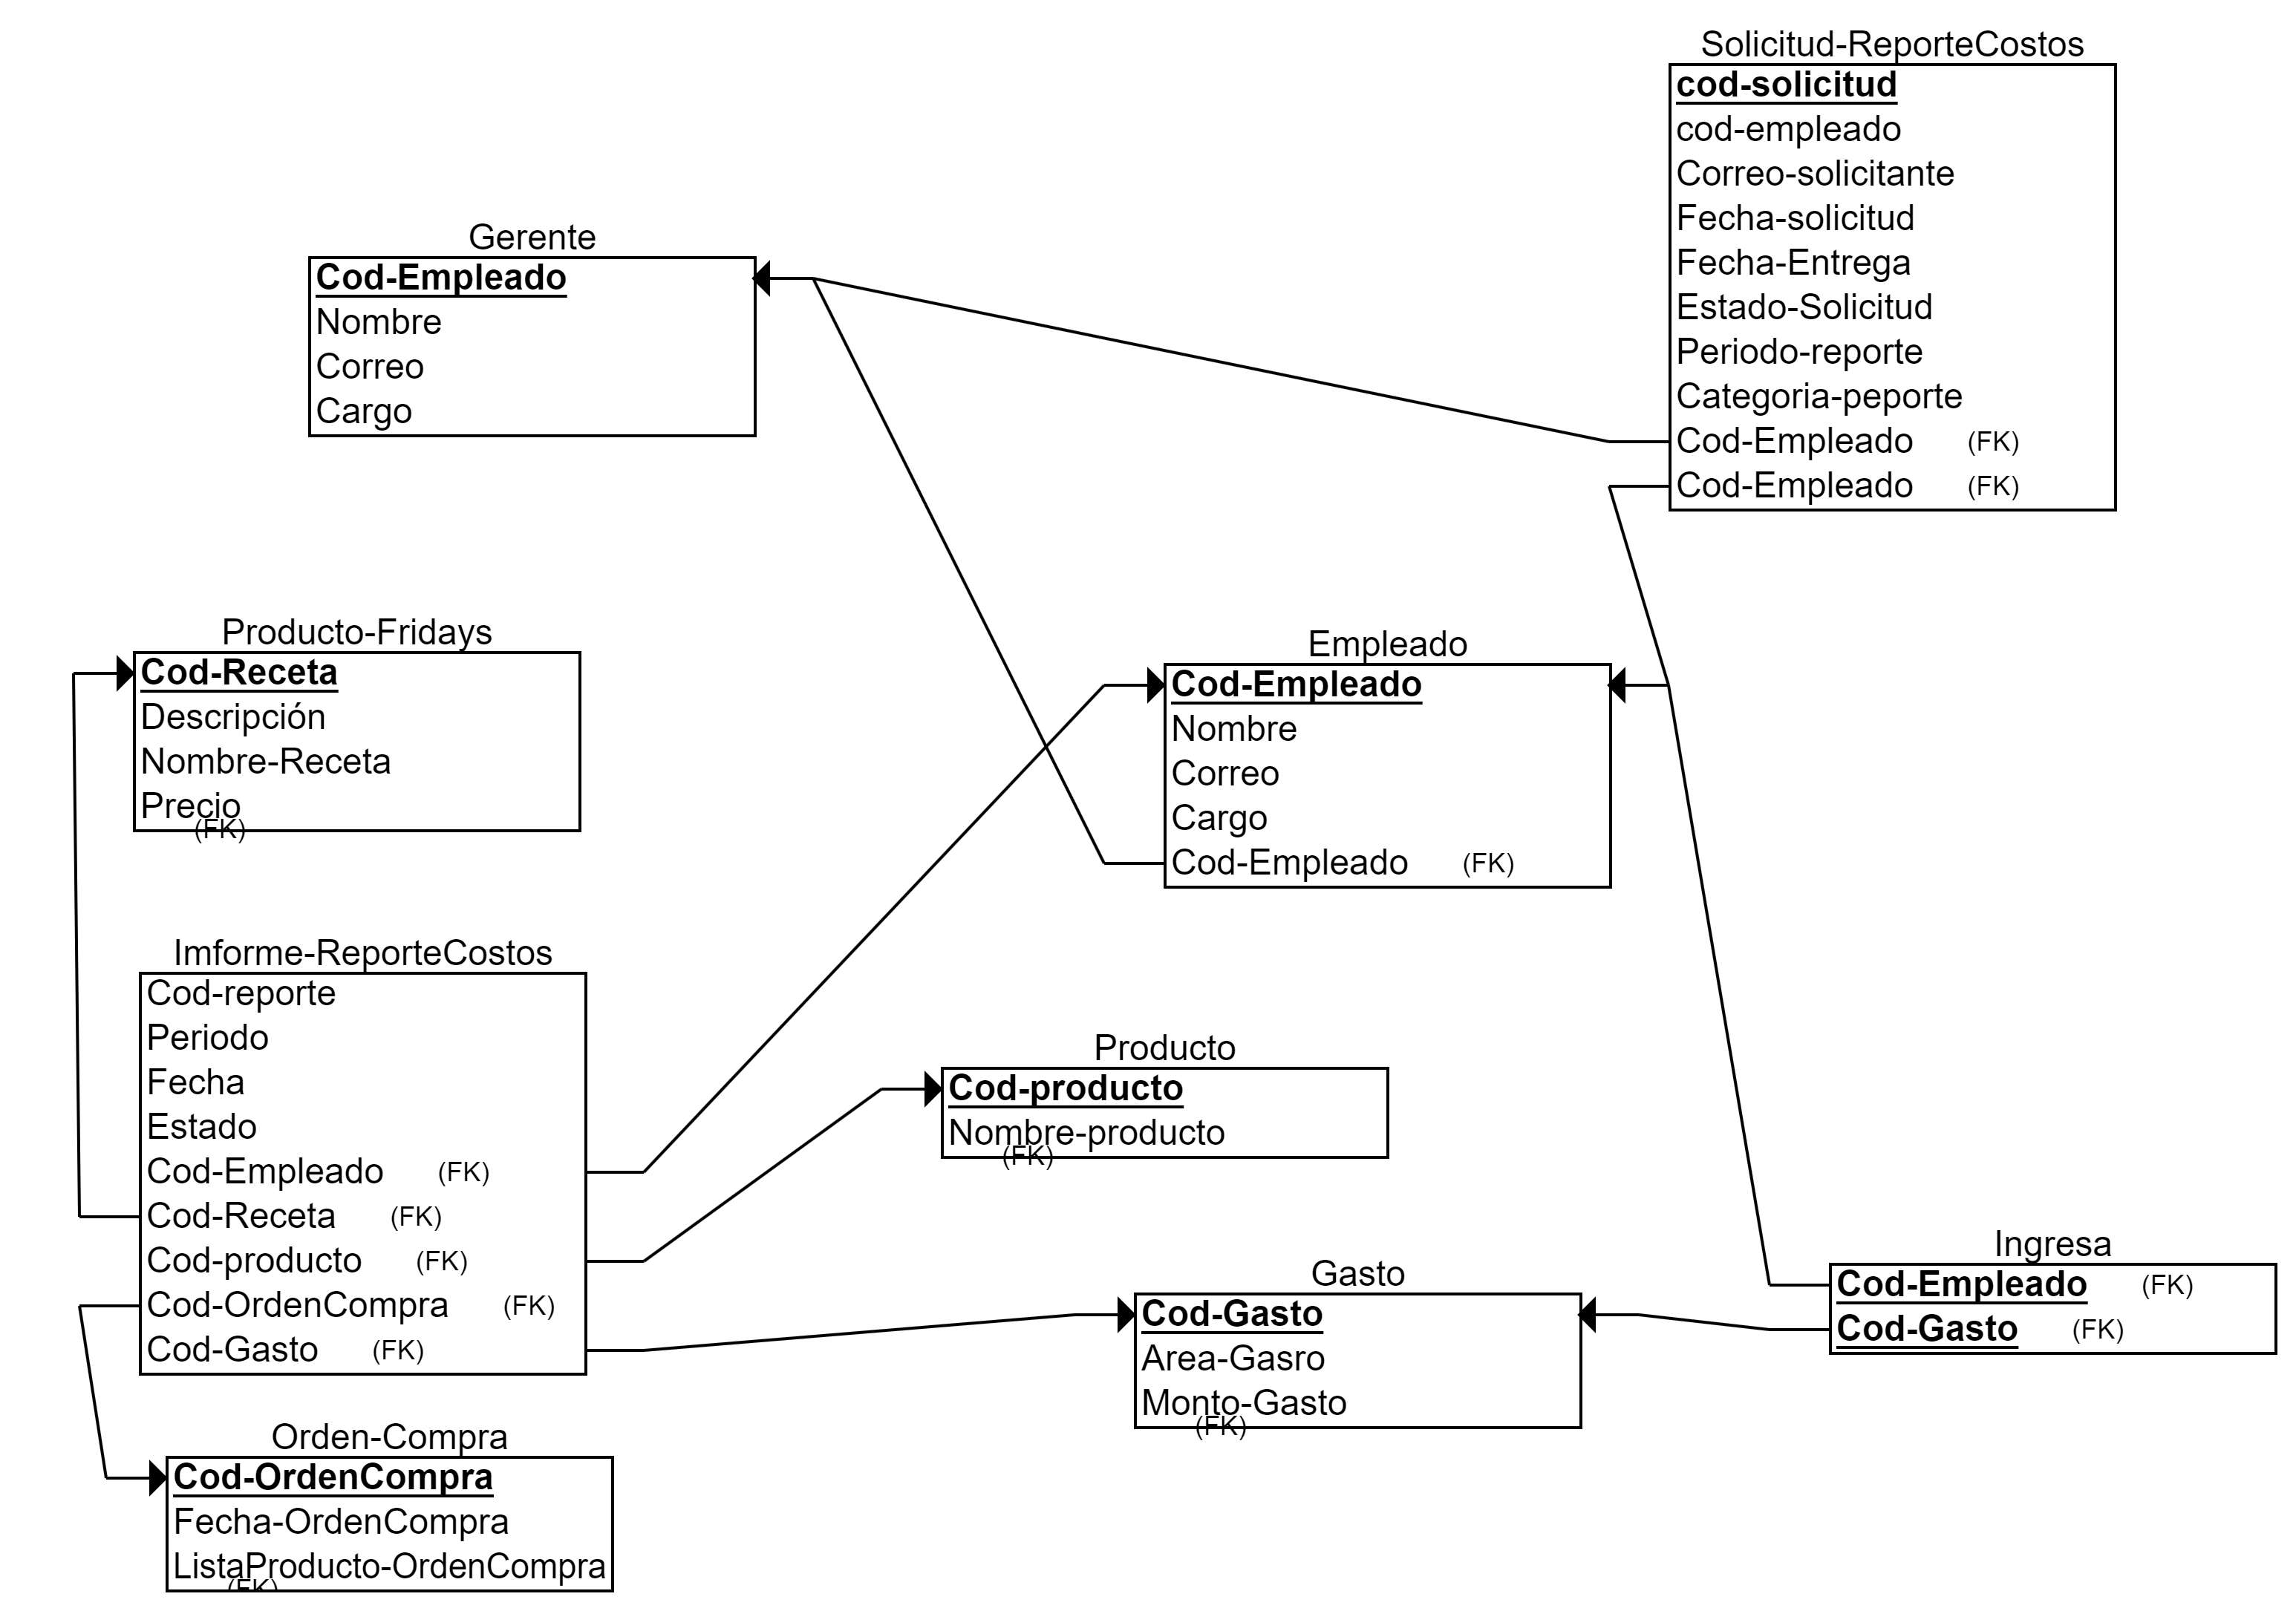 Solicitud-ReporteCostos
cod-solicitud
cod-empleado
Correo-solicitante
Fecha-solicitud
Fecha-Entrega
Estado-Solicitud
Periodo-reporte
Categoria-peporte
Cod-Empleado (FK)
Cod-Empleado (FK)
Gerente
Cod-Empleado
Nombre
Correo
Cargo
Producto-Fridays
Cod-Receta
Descripción
Nombre-Receta
Precio
(FK)
Empleado
Cod-Empleado
Nombre
Correo
Cargo
Cod-Empleado (FK)
Imforme-ReporteCostos
Cod-reporte
Periodo
Fecha
Estado
Cod-Empleado (FK)
Cod-Receta (FK)
Cod-producto (FK)
Cod-OrdenCompra (FK)
Cod-Gasto (FK)
Producto
Cod-producto
Nombre-producto
(FK)
Gasto
Cod-Gasto
Area-Gasro
Monto-Gasto
(FK)
Ingresa
Cod-Empleado (FK)
Cod-Gasto (FK)
Orden-Compra
Cod-OrdenCompra
Fecha-OrdenCompra
ListaProducto-OrdenCompra
(FK)